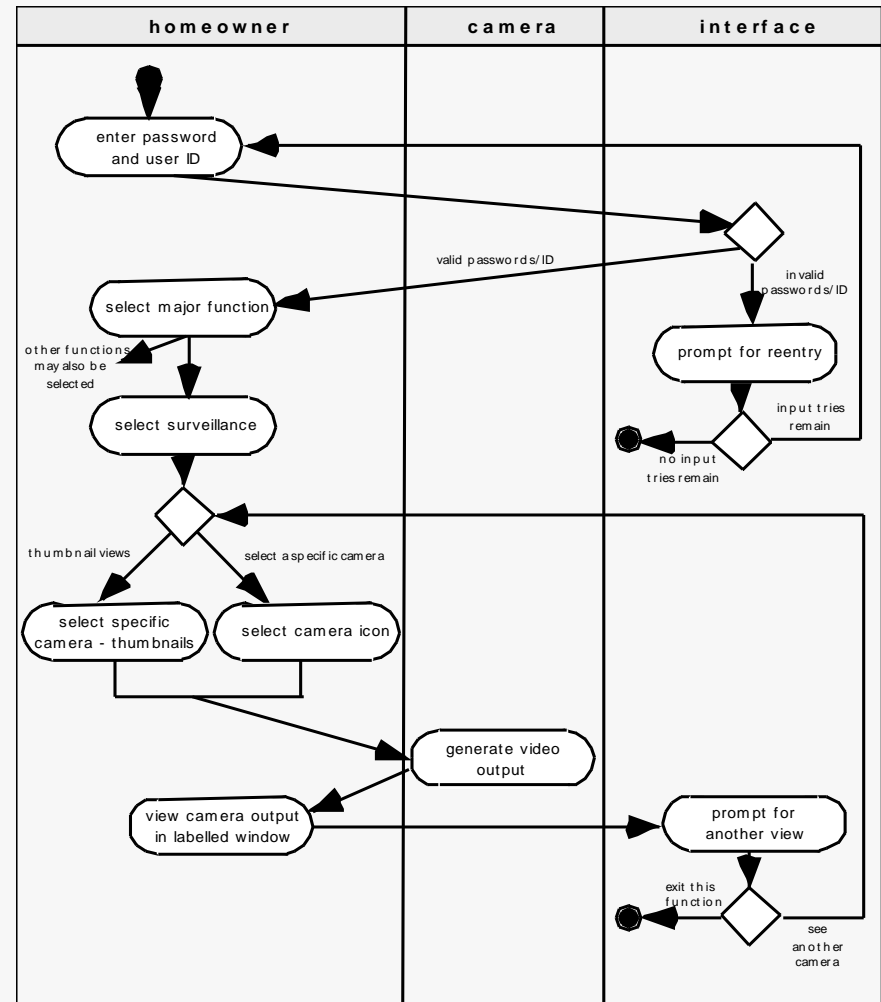 homeowner
camera
interface
enter password
and user ID
valid passwords/ID
invalid
passwords/ID
select major function
prompt for reentry
other functions
may also be
selected
select surveillance
input tries
remain
no input
tries remain
thumbnail views
select a specific camera
select specific
camera - thumbnails
select camera icon
generate video
output
view camera output
in labelled window
prompt for
another view
exit this
function
see
another
camera